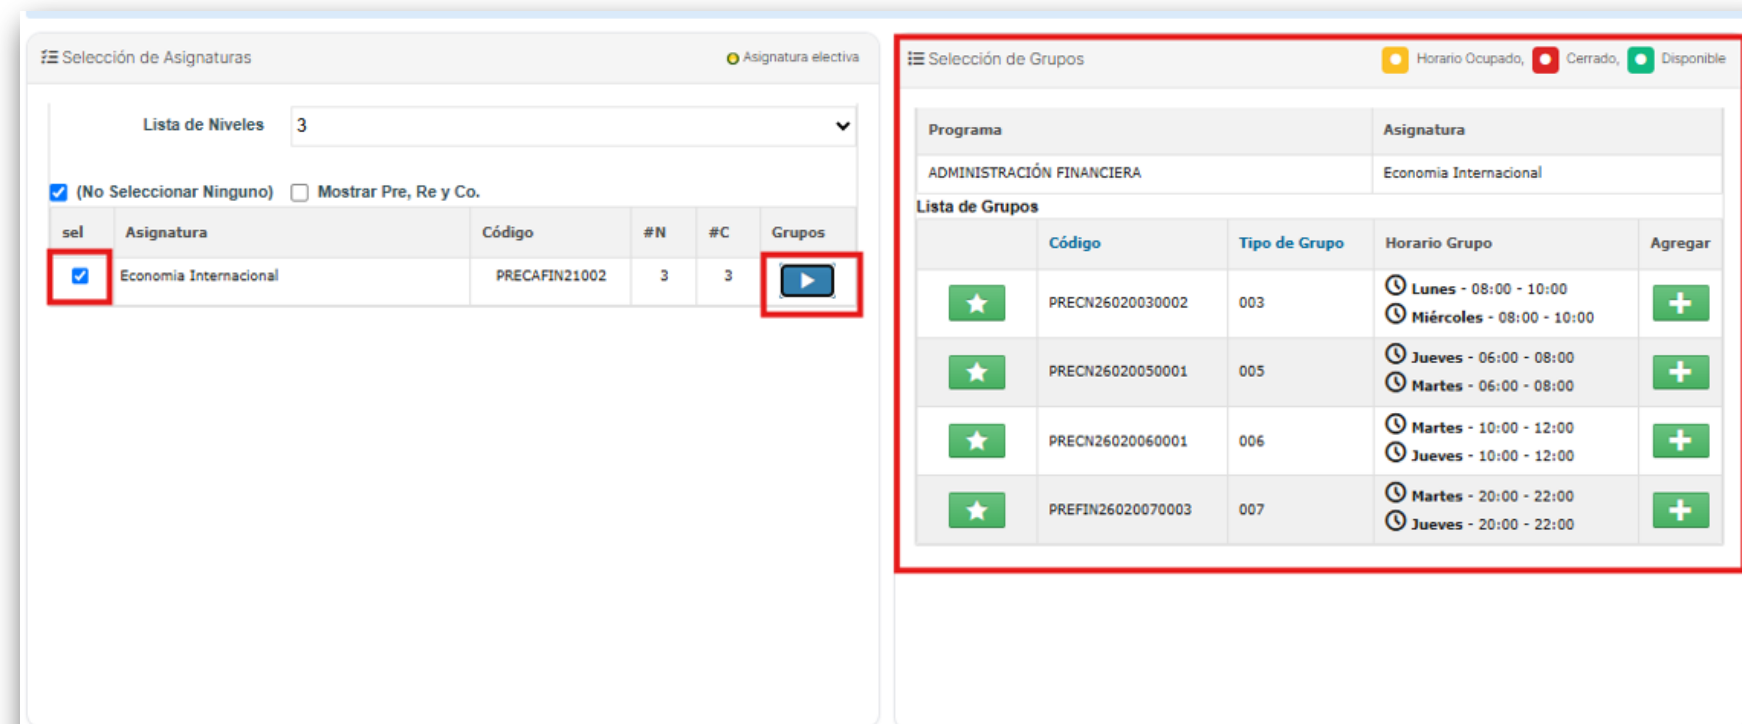 Selección de Asignaturas
Asignatura electiva
Lista de Niveles 3
(No Seleccionar Ninguno) Mostrar Pre, Re y Co.
sel Asignatura Código #N #C Grupos
Economia Internacional PRECAFIN21002 3 3
Selección de Grupos
Horario Ocupado, Cerrado, Disponible
Programa Asignatura
ADMINISTRACIÓN FINANCIERA Economia Internacional
Lista de Grupos
Código Tipo de Grupo Horario Grupo Agregar
PRECN26020030002 003 Lunes - 08:00 - 10:00
Miércoles - 08:00 - 10:00
PRECN26020050001 005 Jueves - 06:00 - 08:00
Martes - 06:00 - 08:00
PRECN26020060001 006 Martes - 10:00 - 12:00
Jueves - 10:00 - 12:00
PREFIN26020070003 007 Martes - 20:00 - 22:00
Jueves - 20:00 - 22:00